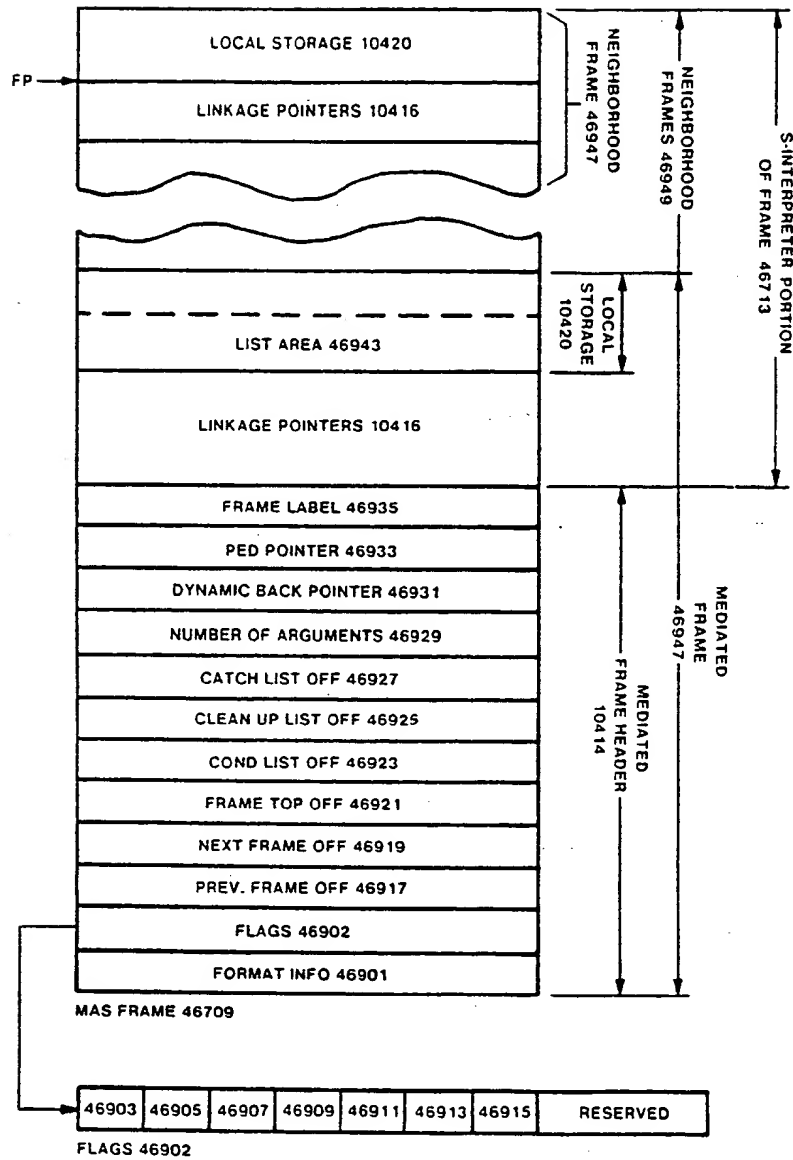 LOCAL STORAGE 10420
FP
LINKAGE POINTERS 10416
NEIGHBORHOOD
FRAME 46947
NEIGHBORHOOD
FRAMES 46949
S-INTERPRETER PORTION
OF FRAME 46713
LIST AREA 46943
LOCAL
STORAGE
10420
LINKAGE POINTERS 10416
FRAME LABEL 46935
PED POINTER 46933
DYNAMIC BACK POINTER 46931
NUMBER OF ARGUMENTS 46929
CATCH LIST OFF 46927
CLEAN UP LIST OFF 46925
COND LIST OFF 46923
FRAME TOP OFF 46921
NEXT FRAME OFF 46919
PREV. FRAME OFF 46917
FLAGS 46902
FORMAT INFO 46901
MEDIATED
FRAME HEADER
10414
MEDIATED
FRAME
46947
MAS FRAME 46709
46903 46905 46907 46909 46911 46913 46915 RESERVED
FLAGS 46902